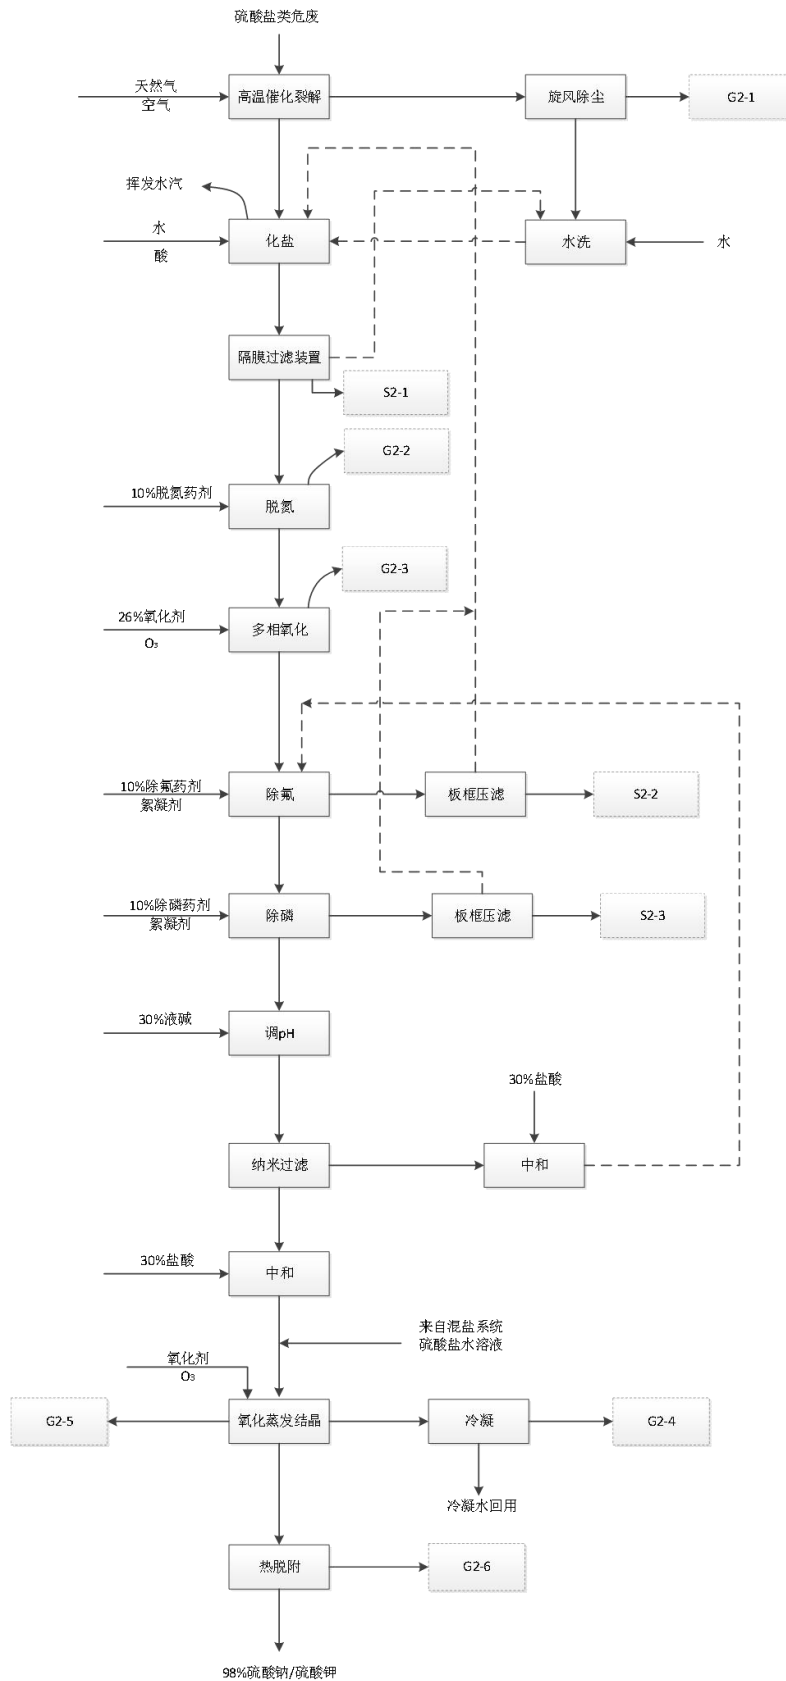 硫酸盐类危废
天然气
空气
高温催化裂解
旋风除尘
G2-1
挥发水汽
水
酸
化盐
水洗
水
隔膜过滤装置
S2-1
G2-2
10%脱氮药剂
脱氮
G2-3
26%氧化剂
O₃
多相氧化
10%除氟药剂
絮凝剂
除氟
板框压滤
S2-2
10%除磷药剂
絮凝剂
除磷
板框压滤
S2-3
30%液碱
调pH
30%盐酸
纳米过滤
中和
30%盐酸
中和
来自混盐系统
硫酸盐水溶液
氧化剂
O₃
G2-5
氧化蒸发结晶
冷凝
G2-4
冷凝水回用
热脱附
G2-6
98%硫酸钠/硫酸钾